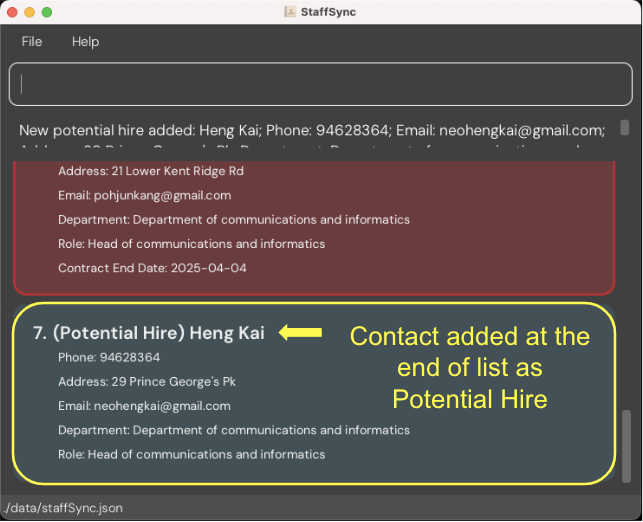 StaffSync
File Help
New potential hire added: Heng Kai; Phone: 94628364; Email: neohengkai@gmail.com;
Address: 21 Lower Kent Ridge Rd
Email: pohjunkang@gmail.com
Department: Department of communications and informatics
Role: Head of communications and informatics
Contract End Date: 2025-04-04
7. (Potential Hire) Heng Kai
Phone: 94628364
Address: 29 Prince George's Pk
Email: neohengkai@gmail.com
Department: Department of communications and informatics
Role: Head of communications and informatics
Contact added at the
end of list as
Potential Hire
./data/staffSync.json